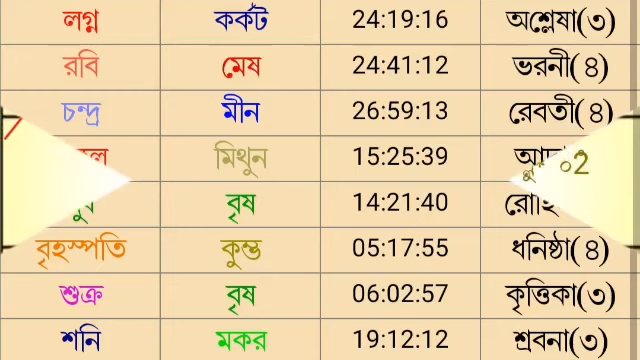 লগ্ন কর্কট 24:19:16 অশ্লেষা(৩)
রবি মেষ 24:41:12 ভরনী(৪)
চন্দ্র মীন 26:59:13 রেবতী(৪)
মিথুন 15:25:39
বৃষ 14:21:40
বৃহস্পতি কুম্ভ 05:17:55 ধনিষ্ঠা(৪)
শুক্র বৃষ 06:02:57 কৃত্তিকা(৩)
শনি মকর 19:12:12 শ্রবনা(৩)